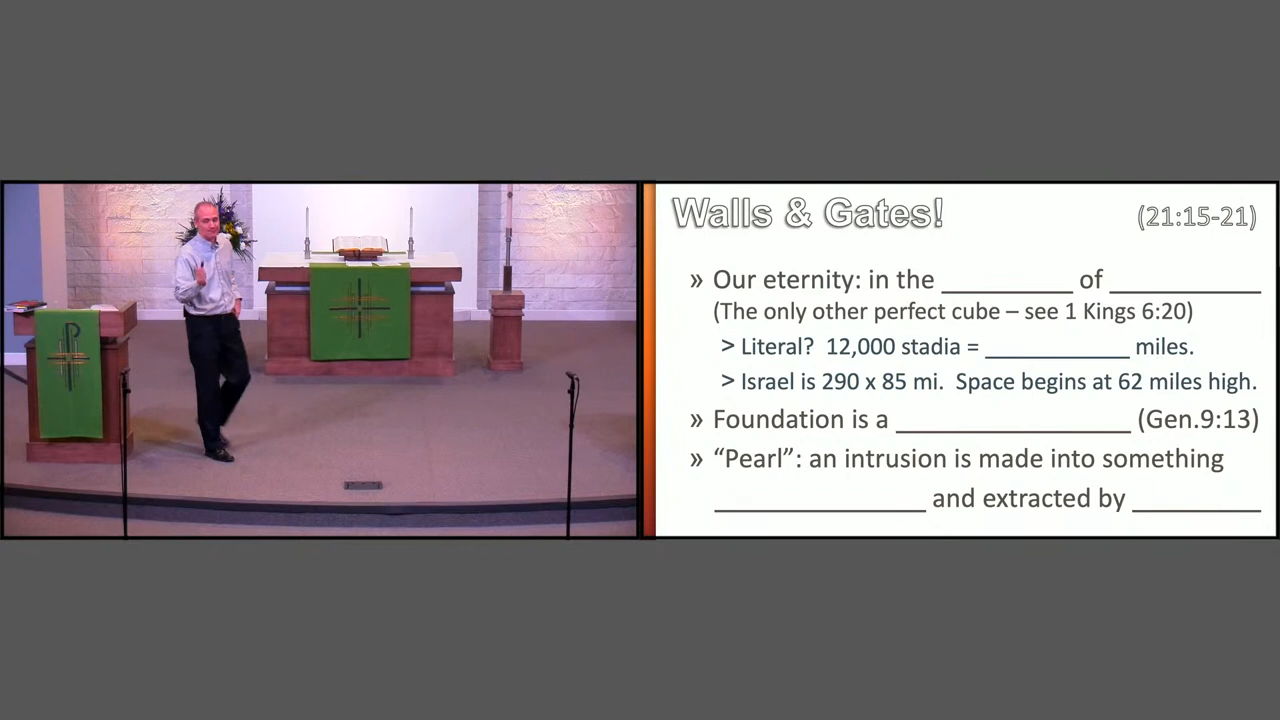 Walls & Gates!
(21:15-21)
» Our eternity: in the __________ of ___________
(The only other perfect cube – see 1 Kings 6:20)
> Literal? 12,000 stadia = ____________ miles.
> Israel is 290 x 85 mi. Space begins at 62 miles high.
» Foundation is a _________________ (Gen.9:13)
» “Pearl”: an intrusion is made into something
________________ and extracted by __________